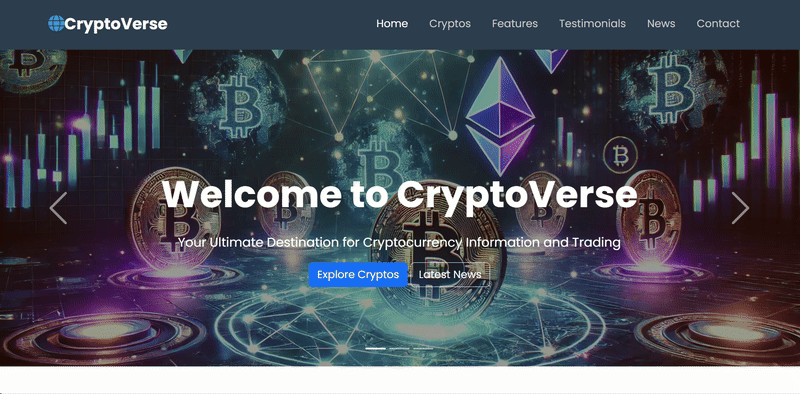 CryptoVerse
Home Cryptos Features Testimonials News Contact
Welcome to CryptoVerse
Your Ultimate Destination for Cryptocurrency Information and Trading
Explore Cryptos Latest News